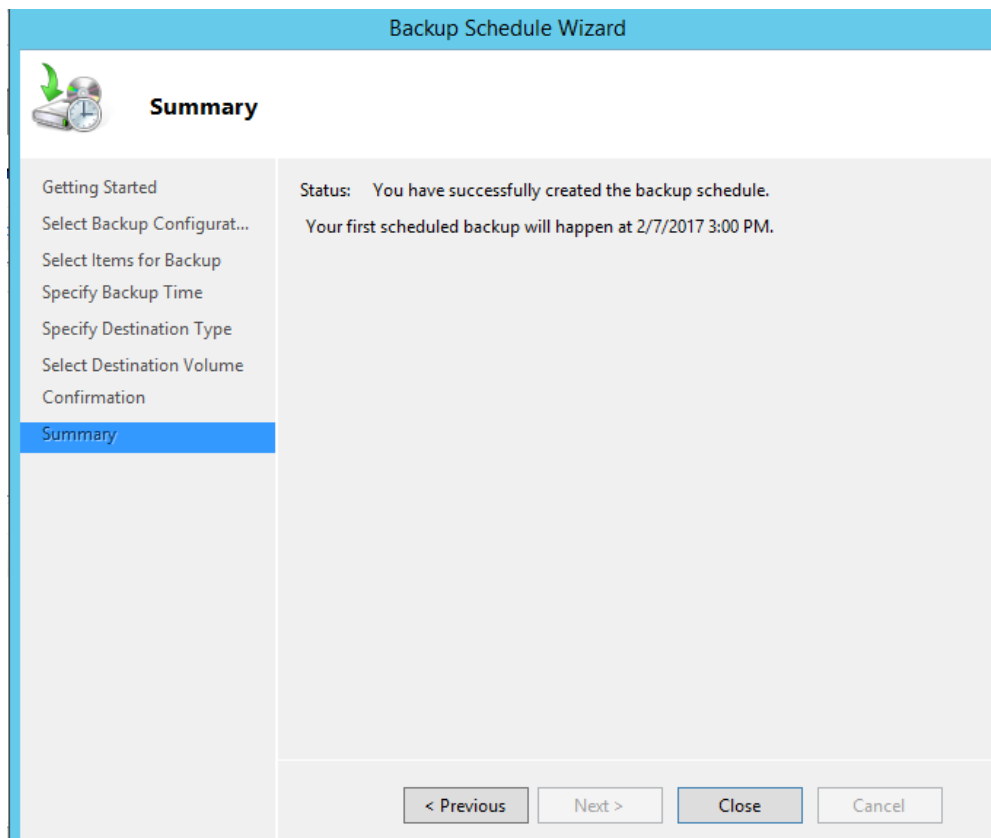 Backup Schedule Wizard
Summary
Getting Started
Select Backup Configurat...
Select Items for Backup
Specify Backup Time
Specify Destination Type
Select Destination Volume
Confirmation
Summary
Status: You have successfully created the backup schedule.
Your first scheduled backup will happen at 2/7/2017 3:00 PM.
< Previous
Next >
Close
Cancel